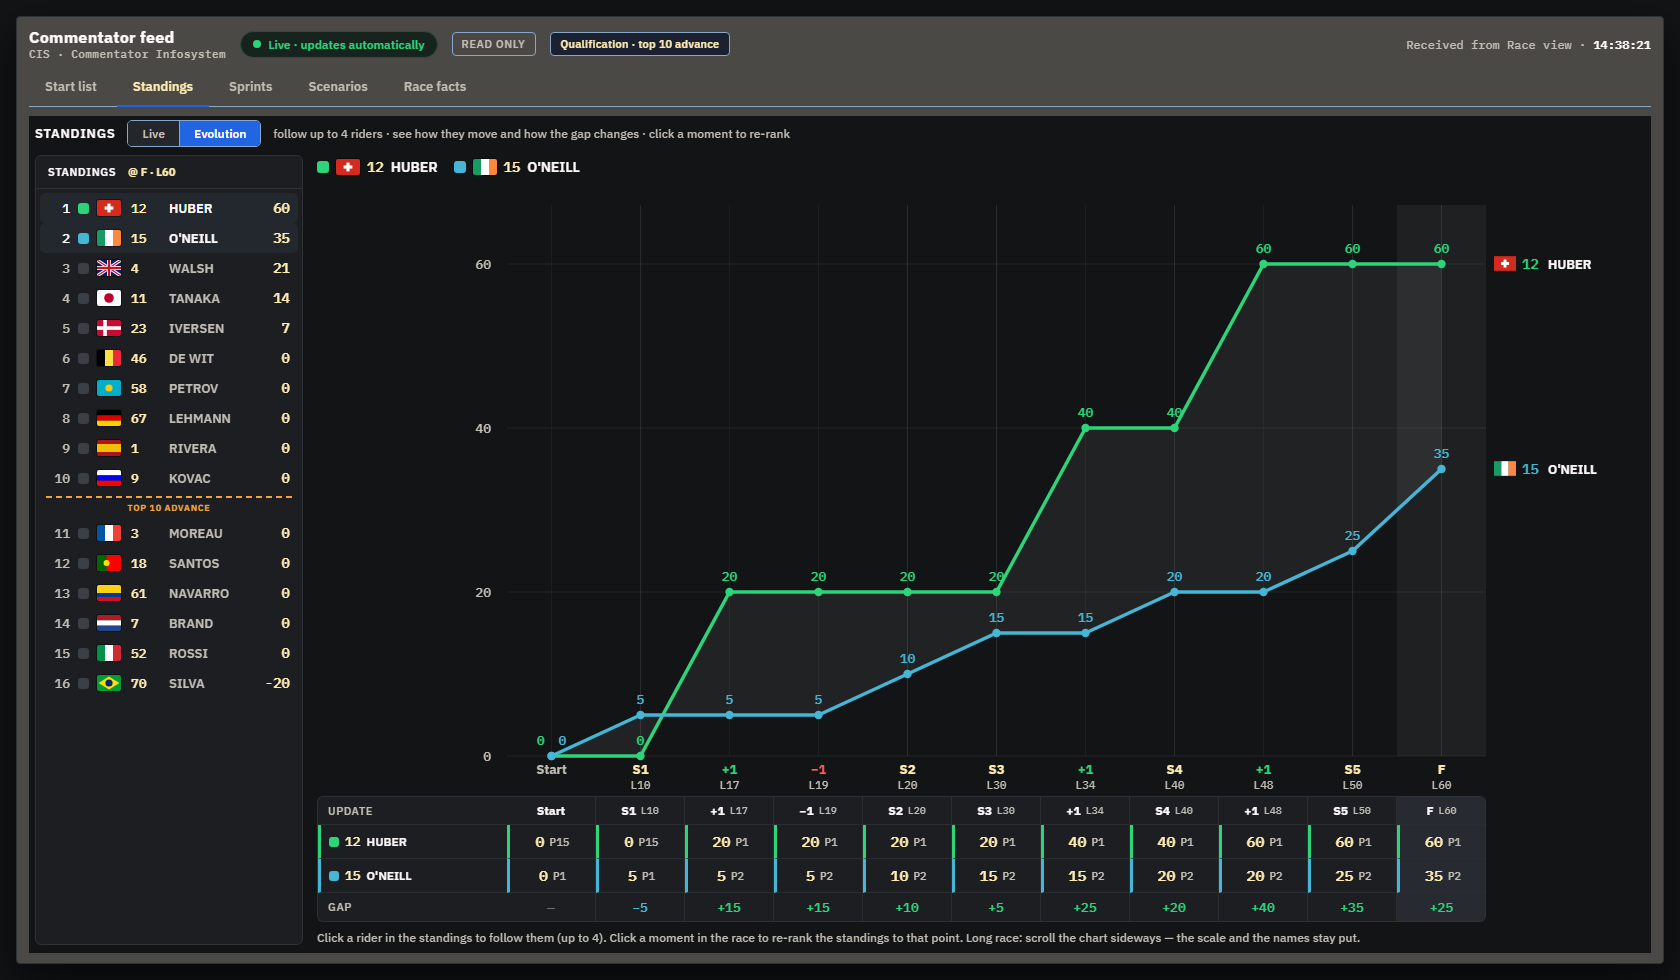 Commentator feed
CIS · Commentator Infosystem
Live · updates automatically
READ ONLY
Qualification · top 10 advance
Received from Race view · 14:38:21
Start list Standings Sprints Scenarios Race facts
STANDINGS Live Evolution follow up to 4 riders · see how they move and how the gap changes · click a moment to re-rank
STANDINGS @ F · L60
1 12 HUBER 60
2 15 O'NEILL 35
3 4 WALSH 21
4 11 TANAKA 14
5 23 IVERSEN 7
6 46 DE WIT 0
7 58 PETROV 0
8 67 LEHMANN 0
9 1 RIVERA 0
10 9 KOVAC 0
TOP 10 ADVANCE
11 3 MOREAU 0
12 18 SANTOS 0
13 61 NAVARRO 0
14 7 BRAND 0
15 52 ROSSI 0
16 70 SILVA -20
12 HUBER 15 O'NEILL
60 60 60
60 12 HUBER
40 40
40
35
15 O'NEILL
25
20 20 20 20 20 20
20
15 15
10
5 5 5
0 0 0
0
Start S1 +1 −1 S2 S3 +1 S4 +1 S5 F
L10 L17 L19 L20 L30 L34 L40 L48 L50 L60
UPDATE Start S1 L10 +1 L17 −1 L19 S2 L20 S3 L30 +1 L34 S4 L40 +1 L48 S5 L50 F L60
12 HUBER 0 P15 0 P15 20 P1 20 P1 20 P1 20 P1 40 P1 40 P1 60 P1 60 P1 60 P1
15 O'NEILL 0 P1 5 P1 5 P2 5 P2 10 P2 15 P2 15 P2 20 P2 20 P2 25 P2 35 P2
GAP — −5 +15 +15 +10 +5 +25 +20 +40 +35 +25
Click a rider in the standings to follow them (up to 4). Click a moment in the race to re-rank the standings to that point. Long race: scroll the chart sideways — the scale and the names stay put.